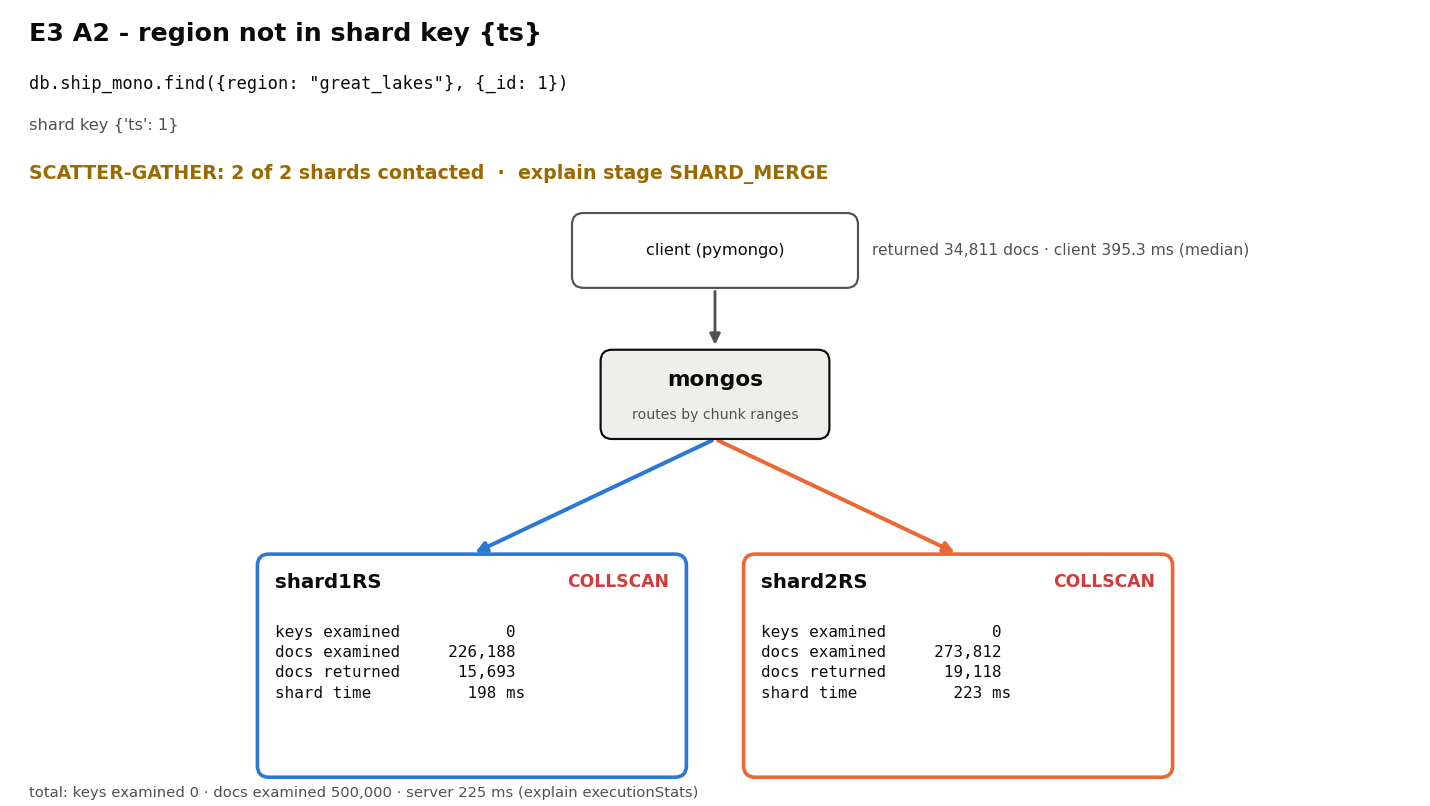 E3 A2 - region not in shard key {ts}
db.ship_mono.find({region: "great_lakes"}, {_id: 1})
shard key {'ts': 1}
SCATTER-GATHER: 2 of 2 shards contacted · explain stage SHARD_MERGE
client (pymongo)
returned 34,811 docs · client 395.3 ms (median)
mongos
routes by chunk ranges
shard1RS COLLSCAN
keys examined 0
docs examined 226,188
docs returned 15,693
shard time 198 ms
shard2RS COLLSCAN
keys examined 0
docs examined 273,812
docs returned 19,118
shard time 223 ms
total: keys examined 0 · docs examined 500,000 · server 225 ms (explain executionStats)